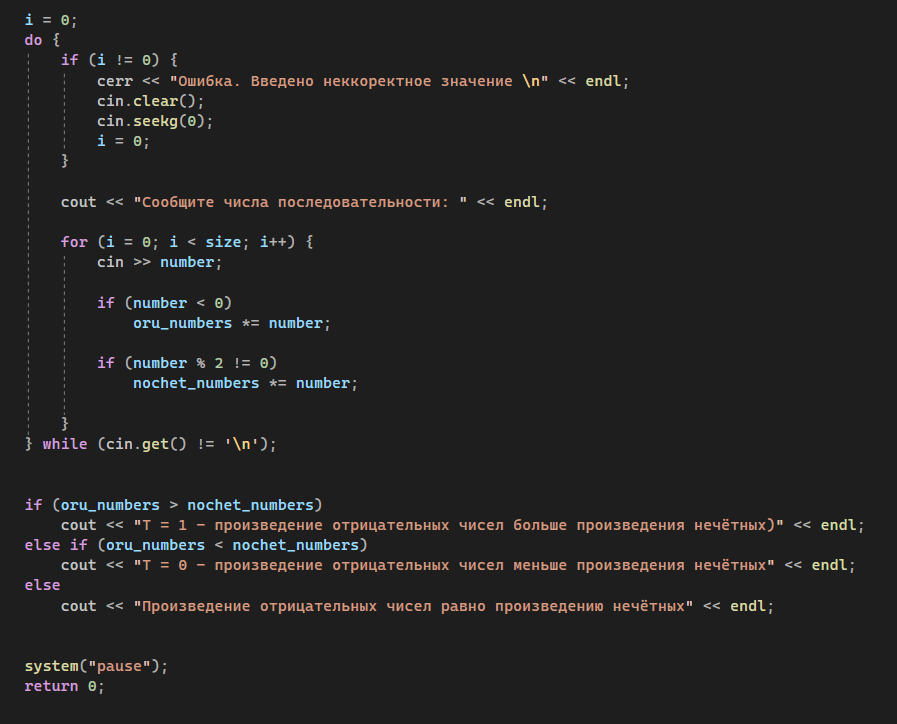 i = 0;
do {
if (i != 0) {
cerr << "Ошибка. Введено неккоректное значение \n" << endl;
cin.clear();
cin.seekg(0);
i = 0;
}
cout << "Сообщите числа последовательности: " << endl;
for (i = 0; i < size; i++) {
cin >> number;
if (number < 0)
oru_numbers *= number;
if (number % 2 != 0)
nochet_numbers *= number;
}
} while (cin.get() != '\n');
if (oru_numbers > nochet_numbers)
cout << "T = 1 - произведение отрицательных чисел больше произведения нечётных)" << endl;
else if (oru_numbers < nochet_numbers)
cout << "T = 0 - произведение отрицательных чисел меньше произведения нечётных" << endl;
else
cout << "Произведение отрицательных чисел равно произведению нечётных" << endl;
system("pause");
return 0;